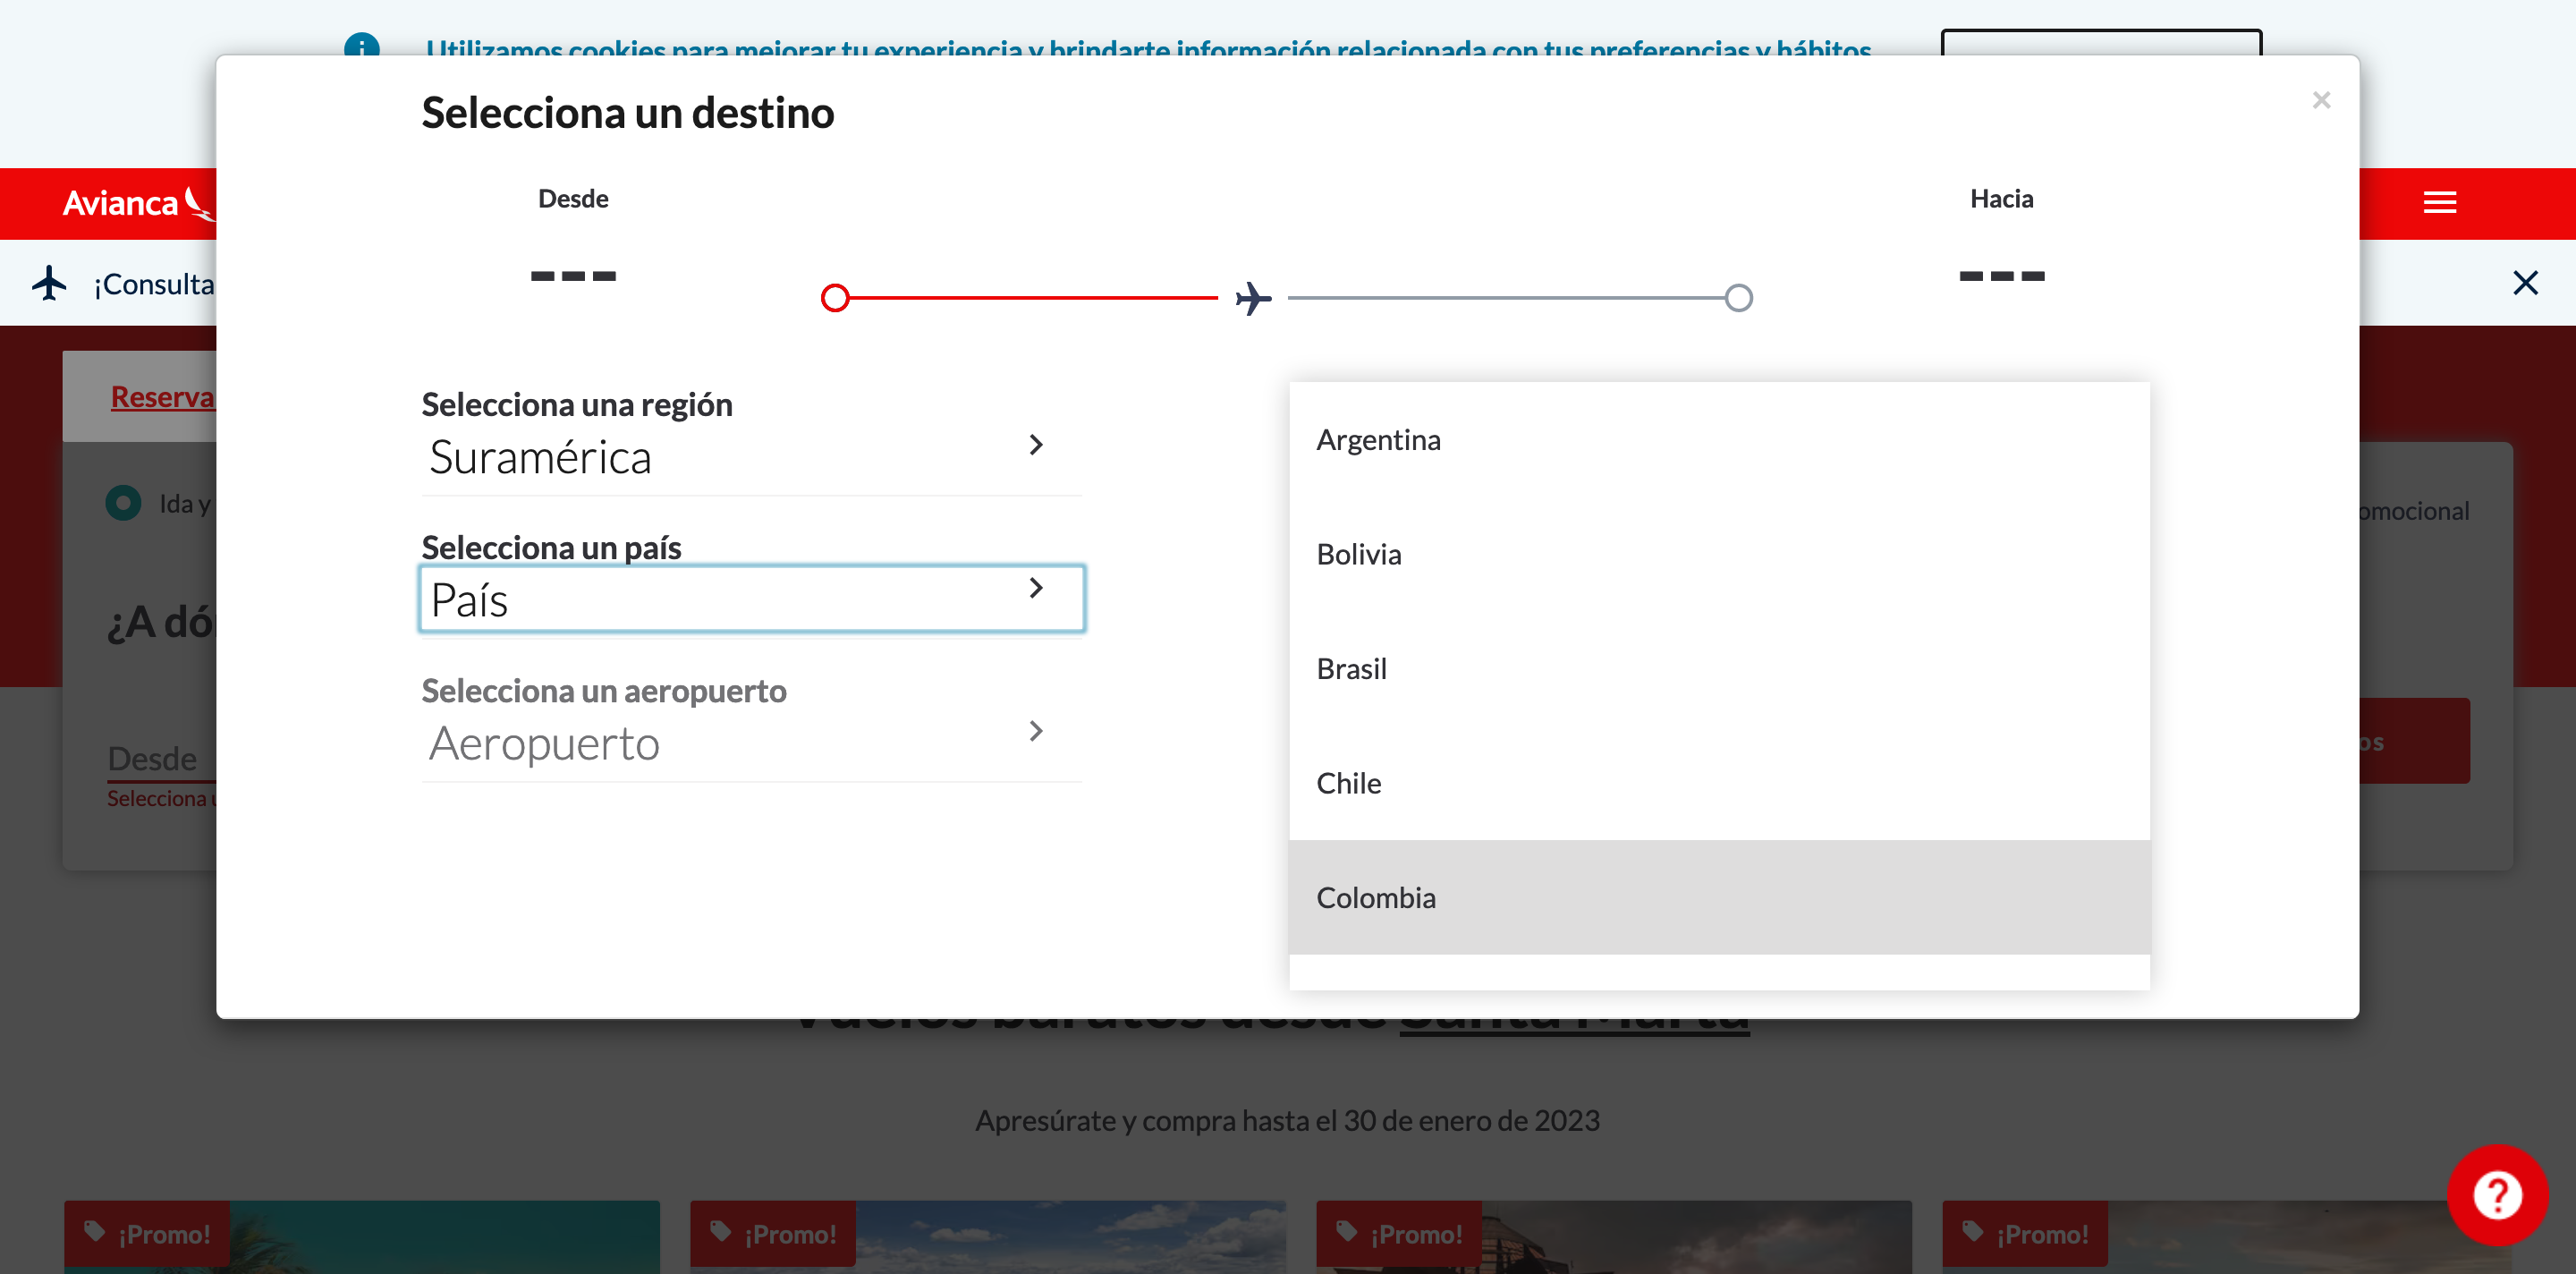 Utilizamos cookies para mejorar tu experiencia y brindarte información relacionada con tus preferencias y hábitos
Selecciona un destino
×
Desde
Hacia
---
---
Avianca
¡Consulta
Reserva
Selecciona una región
Suramérica
Ida y
omocional
Selecciona un país
País
¿A dó
Selecciona un aeropuerto
Aeropuerto
Desde
os
Selecciona
Argentina
Bolivia
Brasil
Chile
Colombia
Vuelos baratos desde Santa Marta
Apresúrate y compra hasta el 30 de enero de 2023
¡Promo!
¡Promo!
¡Promo!
¡Promo!
?